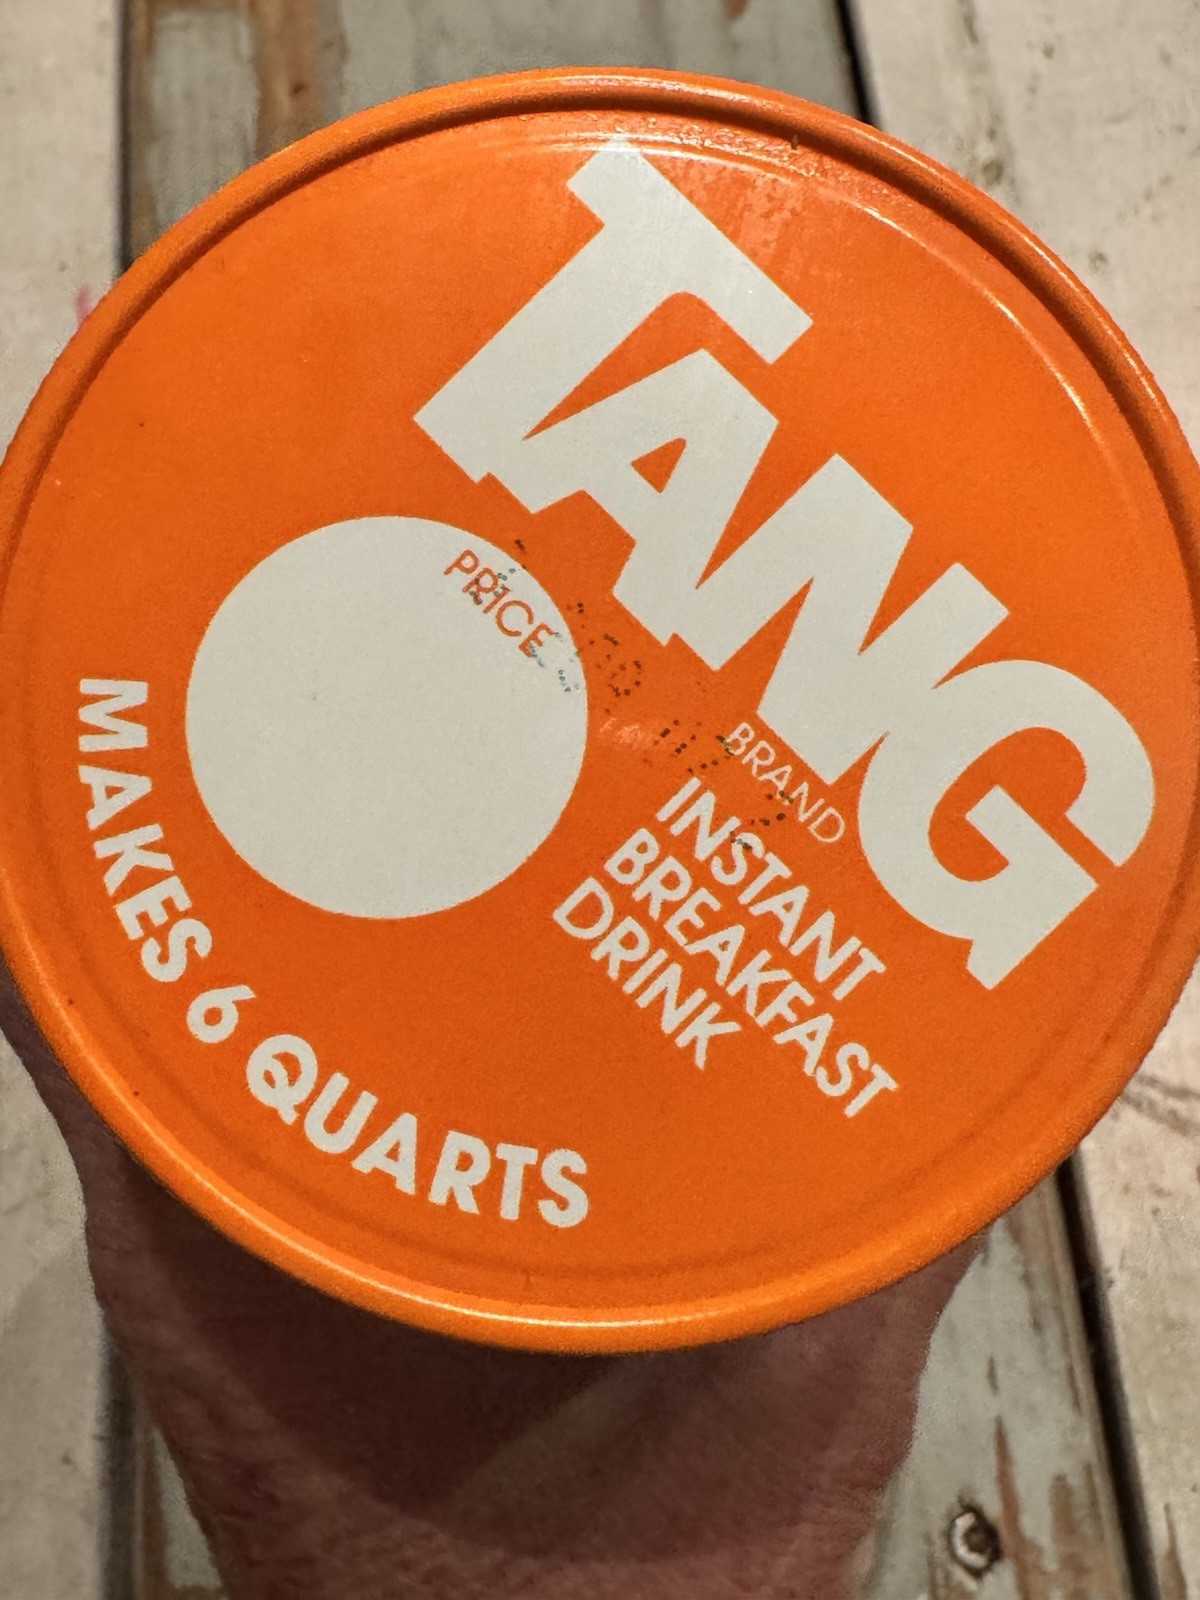 TANG
BRAND
INSTANT
BREAKFAST
DRINK
PRICE
MAKES 6 QUARTS